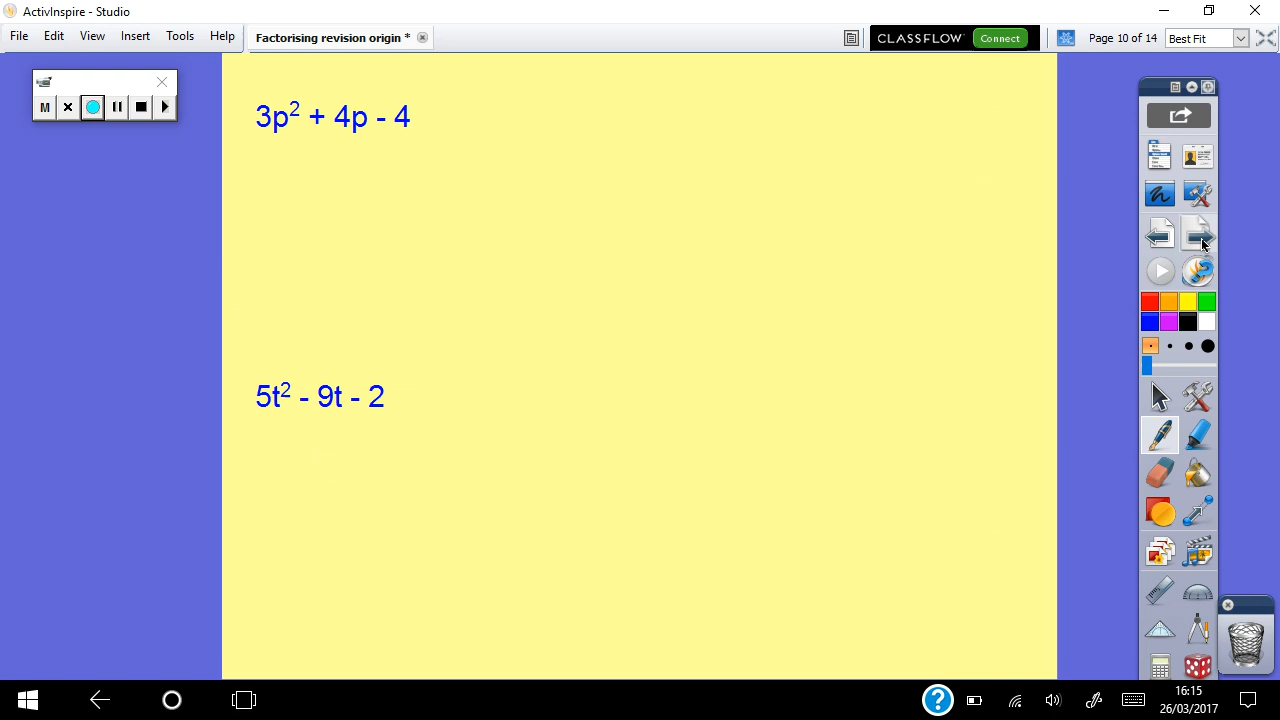 ActivInspire - Studio
File Edit View Insert Tools Help
Factorising revision origin *
CLASSFLOW Connect
Page 10 of 14
Best Fit
M
3p² + 4p - 4
5t² - 9t - 2
16:15
26/03/2017